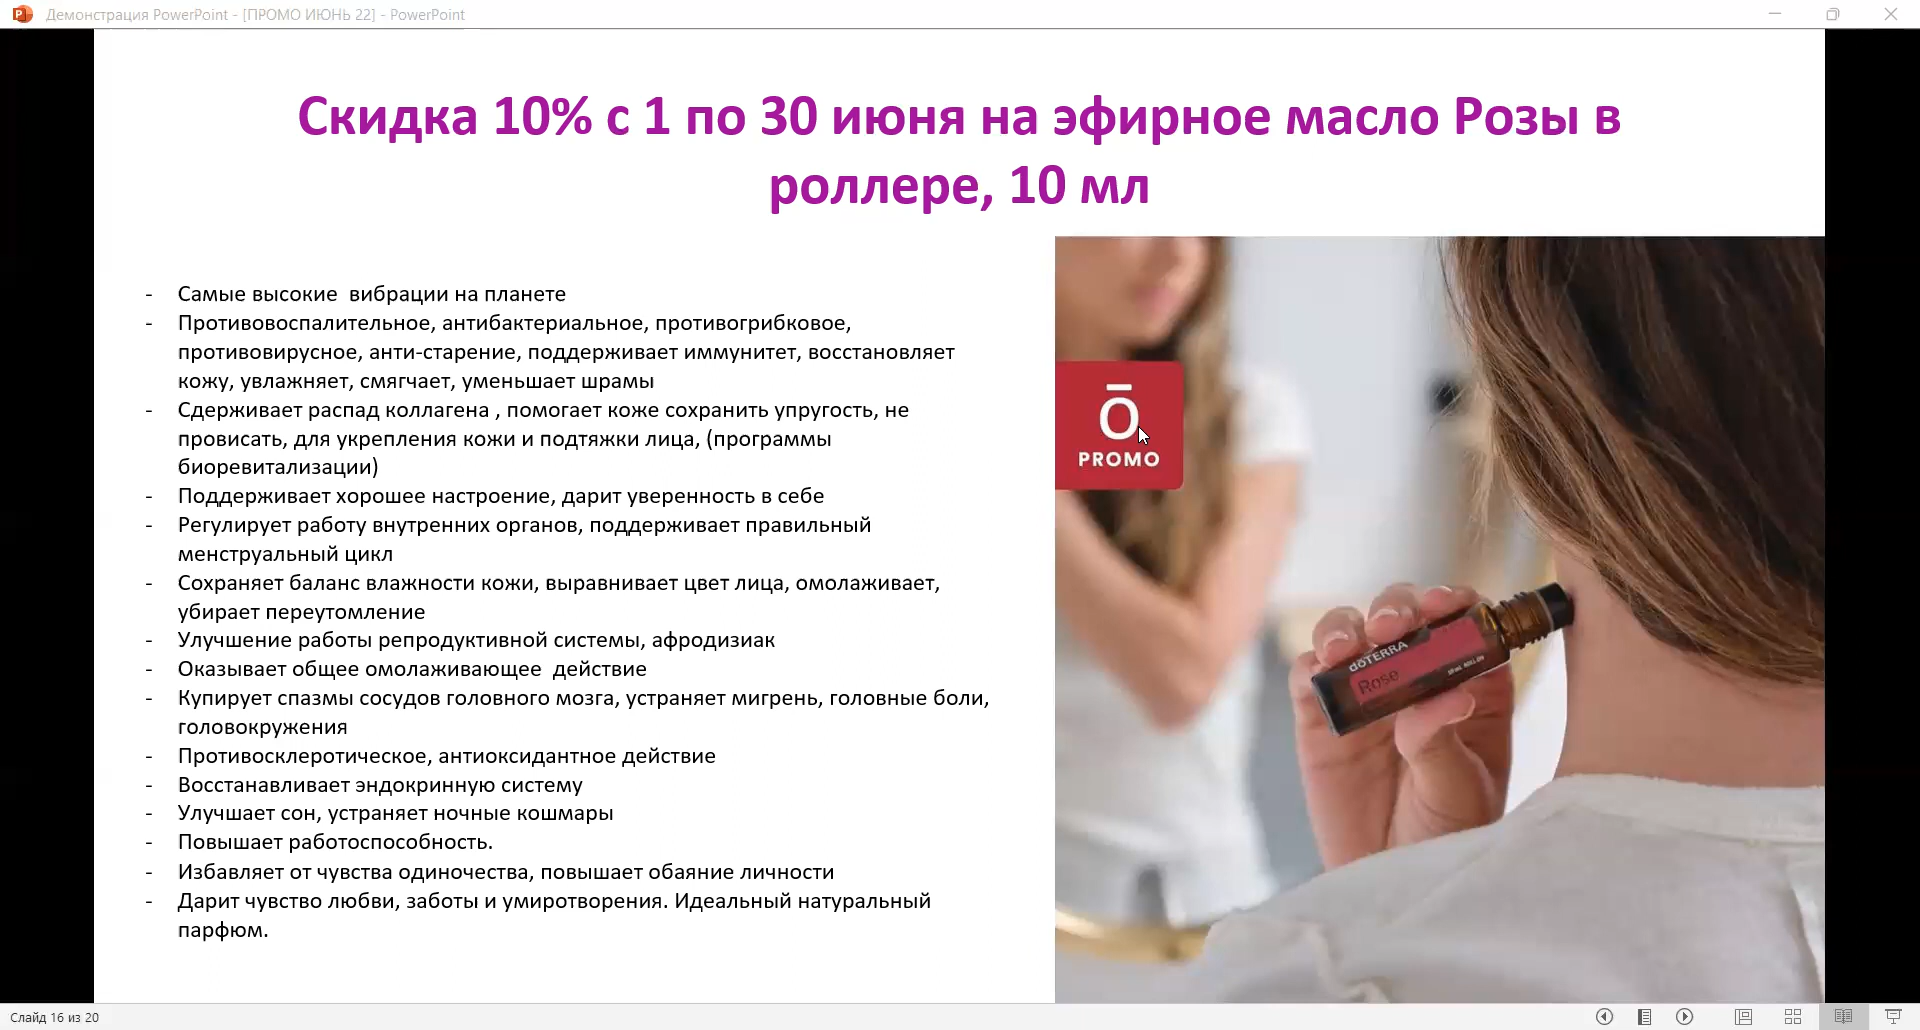 Демонстрация PowerPoint - [ПРОМО ИЮНЬ 22] - PowerPoint
Скидка 10% с 1 по 30 июня на эфирное масло Розы в
роллере, 10 мл
- Самые высокие вибрации на планете
- Противовоспалительное, антибактериальное, противогрибковое,
противовирусное, анти-старение, поддерживает иммунитет, восстановляет
кожу, увлажняет, смягчает, уменьшает шрамы
- Сдерживает распад коллагена , помогает коже сохранить упругость, не
провисать, для укрепления кожи и подтяжки лица, (программы
биоревитализации)
- Поддерживает хорошее настроение, дарит уверенность в себе
- Регулирует работу внутренних органов, поддерживает правильный
менструальный цикл
- Сохраняет баланс влажности кожи, выравнивает цвет лица, омолаживает,
убирает переутомление
- Улучшение работы репродуктивной системы, афродизиак
- Оказывает общее омолаживающее действие
- Купирует спазмы сосудов головного мозга, устраняет мигрень, головные боли,
головокружения
- Противосклеротическое, антиоксидантное действие
- Восстанавливает эндокринную систему
- Улучшает сон, устраняет ночные кошмары
- Повышает работоспособность.
- Избавляет от чувства одиночества, повышает обаяние личности
- Дарит чувство любви, заботы и умиротворения. Идеальный натуральный
парфюм.
Ō
PROMO
dōTERRA
Rose
Слайд 16 из 20